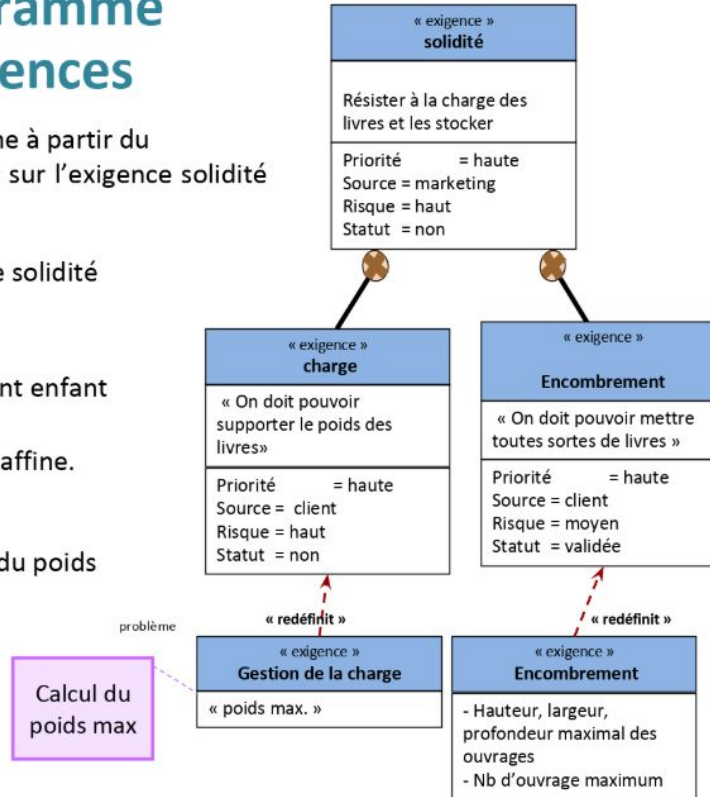 ramme
ences
ne à partir du
sur l’exigence solidité
e solidité
nt enfant
affine.
du poids
« exigence »
solidité
Résister à la charge des
livres et les stocker
Priorité = haute
Source = marketing
Risque = haut
Statut = non
« exigence »
charge
« On doit pouvoir
supporter le poids des
livres»
Priorité = haute
Source = client
Risque = haut
Statut = non
« exigence »
Encombrement
« On doit pouvoir mettre
toutes sortes de livres »
Priorité = haute
Source = client
Risque = moyen
Statut = validée
« redéfinit »
« redéfinit »
problème
Calcul du
poids max
« exigence »
Gestion de la charge
« poids max. »
« exigence »
Encombrement
- Hauteur, largeur,
profondeur maximal des
ouvrages
- Nb d’ouvrage maximum